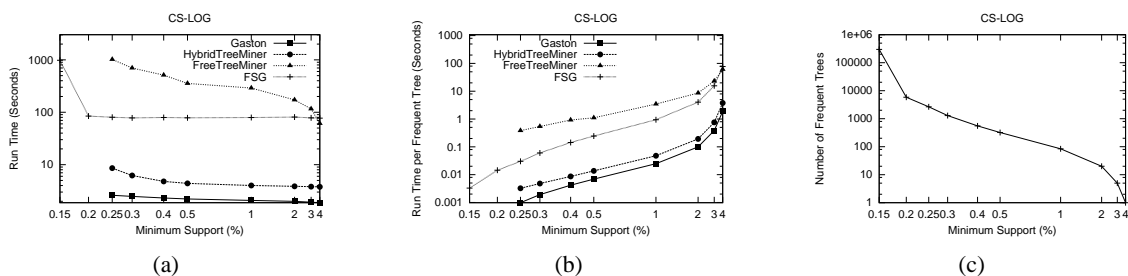 CS-LOG
Run Time (Seconds)
1000
100
10
Gaston
HybridTreeMiner
FreeTreeMiner
FSG
0.15 0.2 0.25 0.3 0.4 0.5 1 2 3 4
Minimum Support (%)
(a)
CS-LOG
Run Time per Frequent Tree (Seconds)
1000
100
10
1
0.1
0.01
0.001
Gaston
HybridTreeMiner
FreeTreeMiner
FSG
0.15 0.2 0.25 0.3 0.4 0.5 1 2 3 4
Minimum Support (%)
(b)
CS-LOG
Number of Frequent Trees
1e+06
100000
10000
1000
100
10
1
0.15 0.2 0.25 0.3 0.4 0.5 1 2 3 4
Minimum Support (%)
(c)